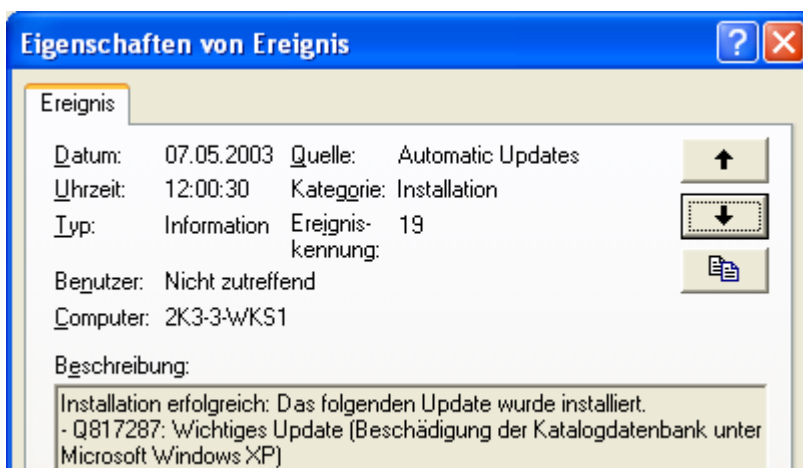 Eigenschaften von Ereignis
Ereignis
Datum: 07.05.2003 Quelle: Automatic Updates
Uhrzeit: 12:00:30 Kategorie: Installation
Typ: Information Ereignis-kennung: 19
Benutzer: Nicht zutreffend
Computer: 2K3-3-WKS1
Beschreibung:
Installation erfolgreich: Das folgenden Update wurde installiert.
- Q817287: Wichtiges Update (Beschädigung der Katalogdatenbank unter
Microsoft Windows XP)